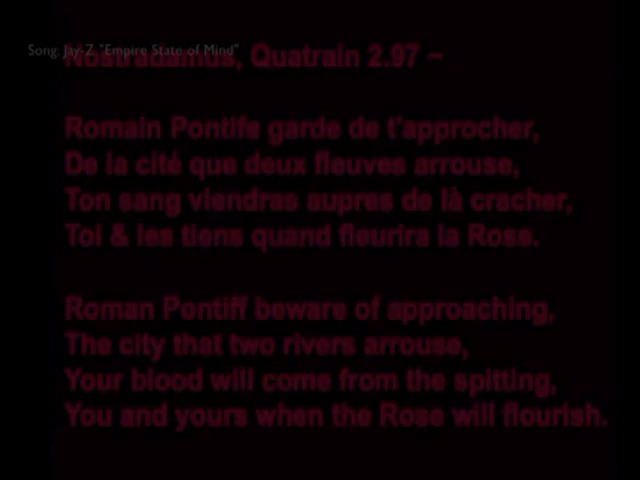 Song: Jay-Z "Empire State of Mind"
Nostradamus, Quatrain 2.97 –
Romain Pontife garde de t'approcher,
De la cité que deux fleuves arrouse,
Ton sang viendras aupres de là cracher,
Toi & les tiens quand fleurira la Rose.
Roman Pontiff beware of approaching,
The city that two rivers arrouse,
Your blood will come from the spitting,
You and yours when the Rose will flourish.